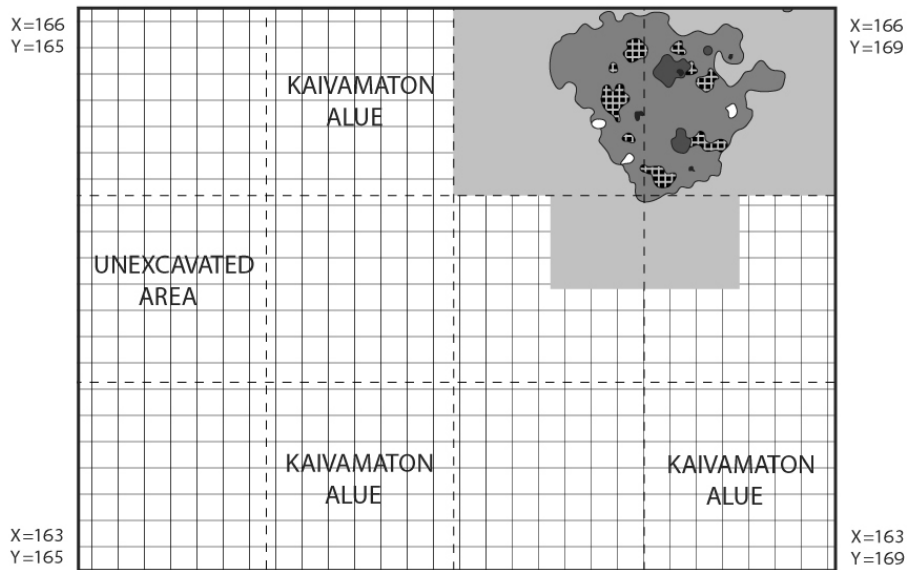 X=166
Y=165
X=166
Y=169
KAIVAMATON
ALUE
UNEXCAVATED
AREA
KAIVAMATON
ALUE
KAIVAMATON
ALUE
X=163
Y=165
X=163
Y=169